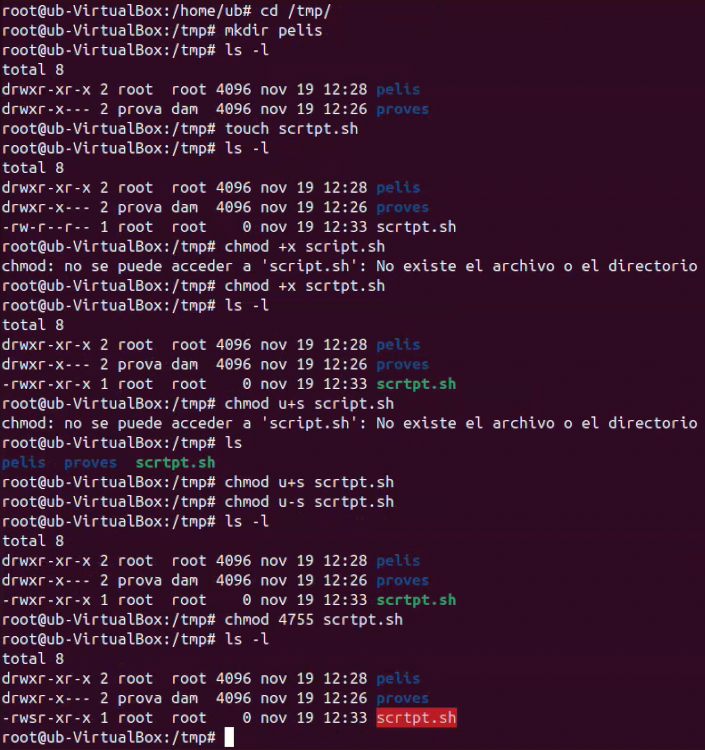 root@ub-VirtualBox:/home/ub# cd /tmp/
root@ub-VirtualBox:/tmp# mkdir pelis
root@ub-VirtualBox:/tmp# ls -l
total 8
drwxr-xr-x 2 root  root 4096 nov 19 12:28 pelis
drwxr-x--- 2 prova dam  4096 nov 19 12:26 proves
root@ub-VirtualBox:/tmp# touch scrtpt.sh
root@ub-VirtualBox:/tmp# ls -l
total 8
drwxr-xr-x 2 root  root 4096 nov 19 12:28 pelis
drwxr-x--- 2 prova dam  4096 nov 19 12:26 proves
-rw-r--r-- 1 root  root    0 nov 19 12:33 scrtpt.sh
root@ub-VirtualBox:/tmp# chmod +x script.sh
chmod: no se puede acceder a 'script.sh': No existe el archivo o el directorio
root@ub-VirtualBox:/tmp# chmod +x scrtpt.sh
root@ub-VirtualBox:/tmp# ls -l
total 8
drwxr-xr-x 2 root  root 4096 nov 19 12:28 pelis
drwxr-x--- 2 prova dam  4096 nov 19 12:26 proves
-rwxr-xr-x 1 root  root    0 nov 19 12:33 scrtpt.sh
root@ub-VirtualBox:/tmp# chmod u+s script.sh
chmod: no se puede acceder a 'script.sh': No existe el archivo o el directorio
root@ub-VirtualBox:/tmp# ls
pelis  proves  scrtpt.sh
root@ub-VirtualBox:/tmp# chmod u+s scrtpt.sh
root@ub-VirtualBox:/tmp# chmod u-s scrtpt.sh
root@ub-VirtualBox:/tmp# ls -l
total 8
drwxr-xr-x 2 root  root 4096 nov 19 12:28 pelis
drwxr-x--- 2 prova dam  4096 nov 19 12:26 proves
-rwxr-xr-x 1 root  root    0 nov 19 12:33 scrtpt.sh
root@ub-VirtualBox:/tmp# chmod 4755 scrtpt.sh
root@ub-VirtualBox:/tmp# ls -l
total 8
drwxr-xr-x 2 root  root 4096 nov 19 12:28 pelis
drwxr-x--- 2 prova dam  4096 nov 19 12:26 proves
-rwsr-xr-x 1 root  root    0 nov 19 12:33 scrtpt.sh
root@ub-VirtualBox:/tmp#